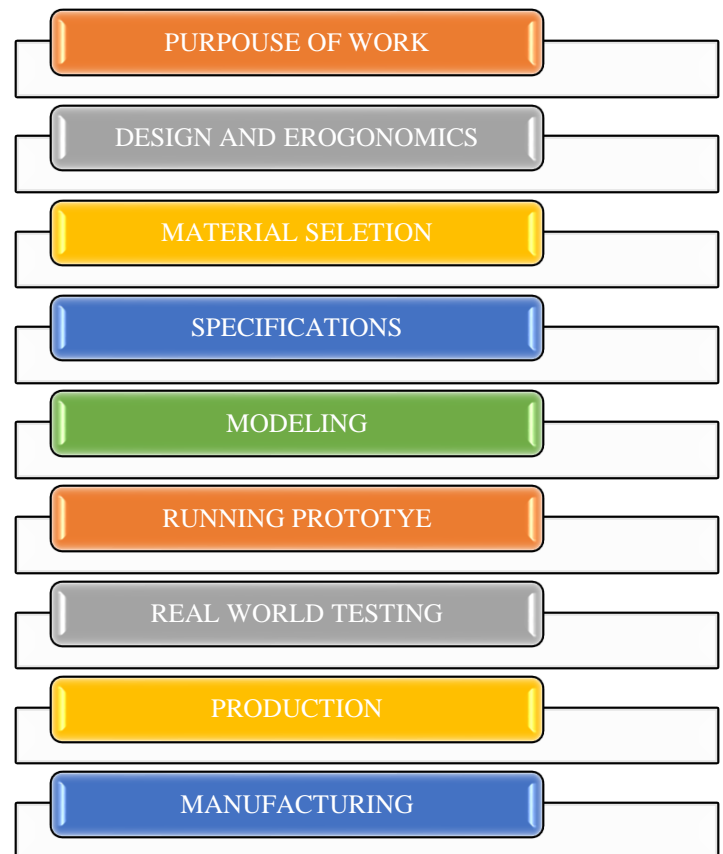 PURPOUSE OF WORK
DESIGN AND EROGONOMICS
MATERIAL SELETION
SPECIFICATIONS
MODELING
RUNNING PROTOTYE
REAL WORLD TESTING
PRODUCTION
MANUFACTURING